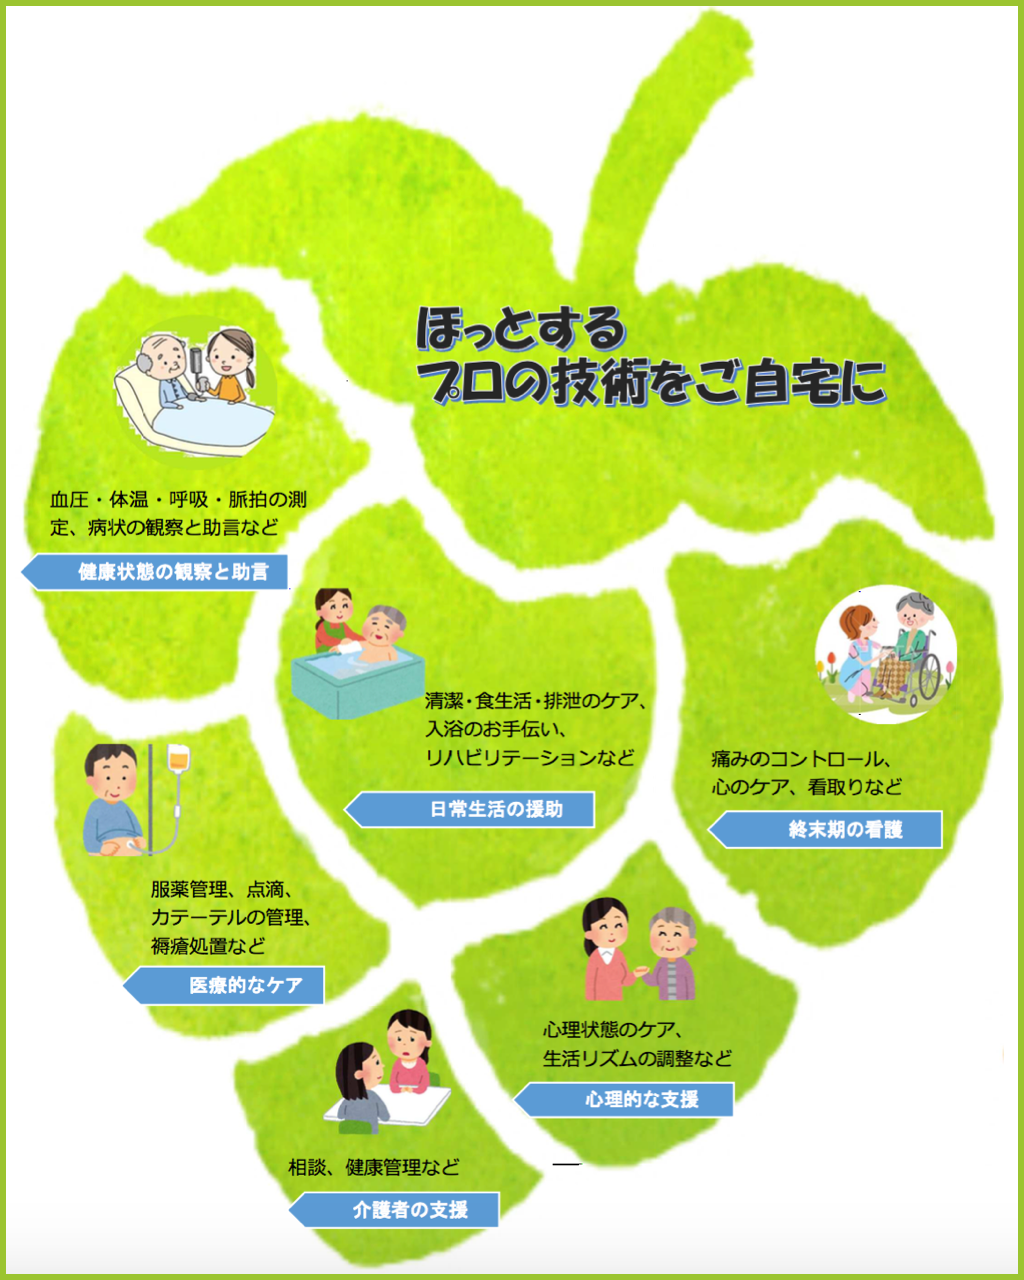 ほっとする
プロの技術をご自宅に
血圧・体温・呼吸・脈拍の測
定、病状の観察と助言など
健康状態の観察と助言
清潔・食生活・排泄のケア、
入浴のお手伝い、
リハビリテーションなど
日常生活の援助
痛みのコントロール、
心のケア、看取りなど
終末期の看護
服薬管理、点滴、
カテーテルの管理、
褥瘡処置など
医療的なケア
心理状態のケア、
生活リズムの調整など
心理的な支援
相談、健康管理など
介護者の支援